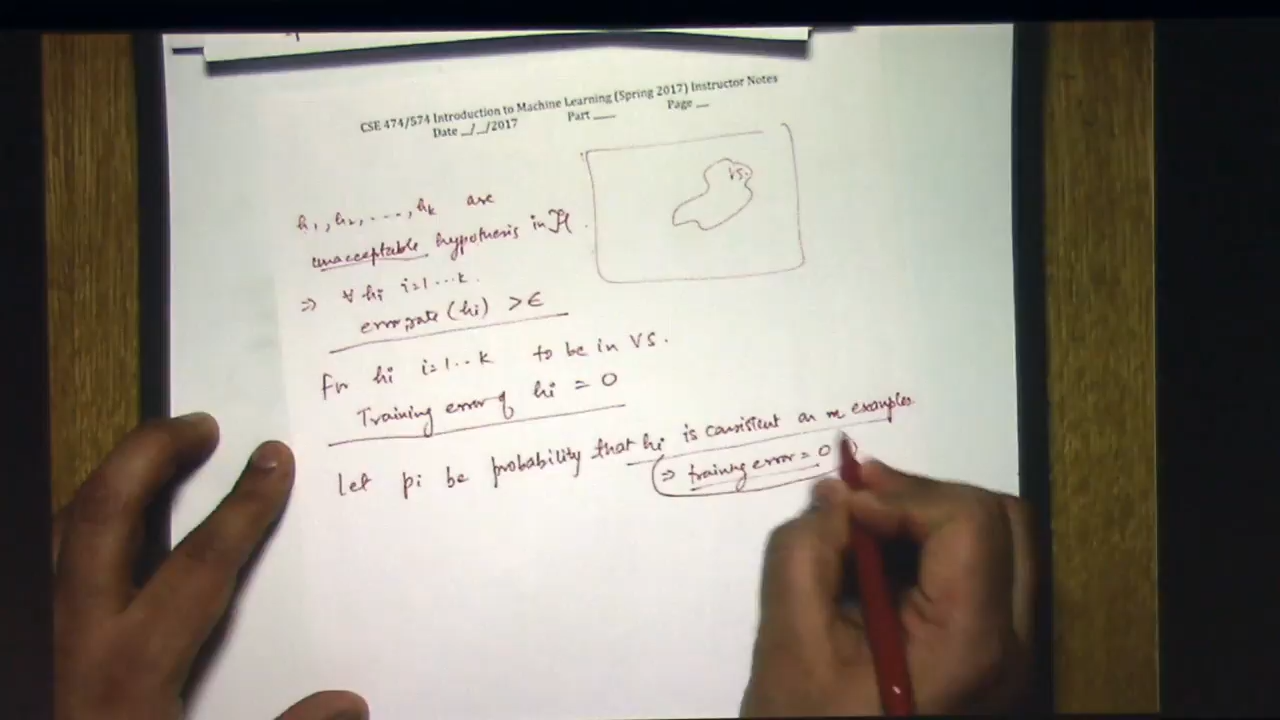 CSE 474/574 Introduction to Machine Learning (Spring 2017) Instructor Notes
Date _/_/2017 Part ___ Page __
VS.
h1, h2, ...., hk are
unacceptable hypothesis in H.
⇒ ∀ hi i=1...k.
error rate (hi) > ϵ
For hi i=1..k to be in VS.
Training error of hi = 0
Let pi be probability that hi is consistent on m examples
⇒ training error = 0